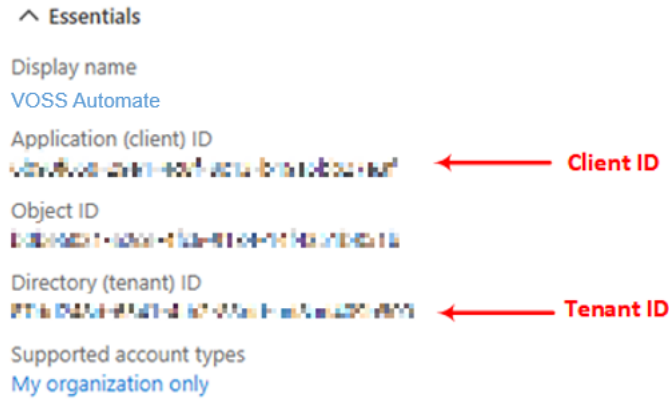 Essentials
Display name
VOSS Automate
Application (client) ID
Client ID
Object ID
Directory (tenant) ID
Tenant ID
Supported account types
My organization only